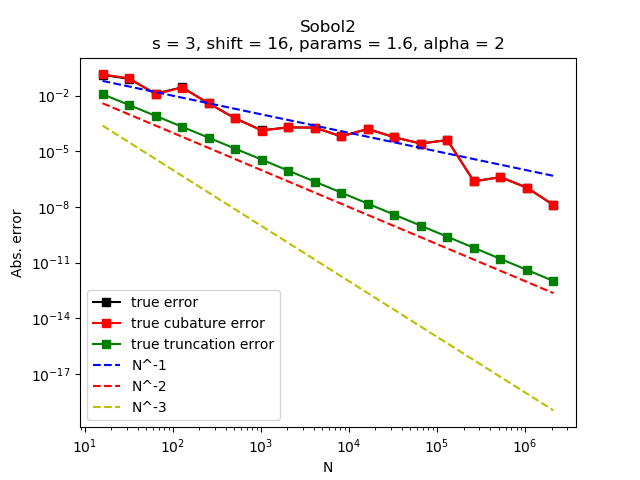 Sobol2
s = 3, shift = 16, params = 1.6, alpha = 2
Abs. error
10^-2
10^-5
10^-8
10^-11
10^-14
10^-17
true error
true cubature error
true truncation error
N^-1
N^-2
N^-3
10^1 10^2 10^3 10^4 10^5 10^6
N